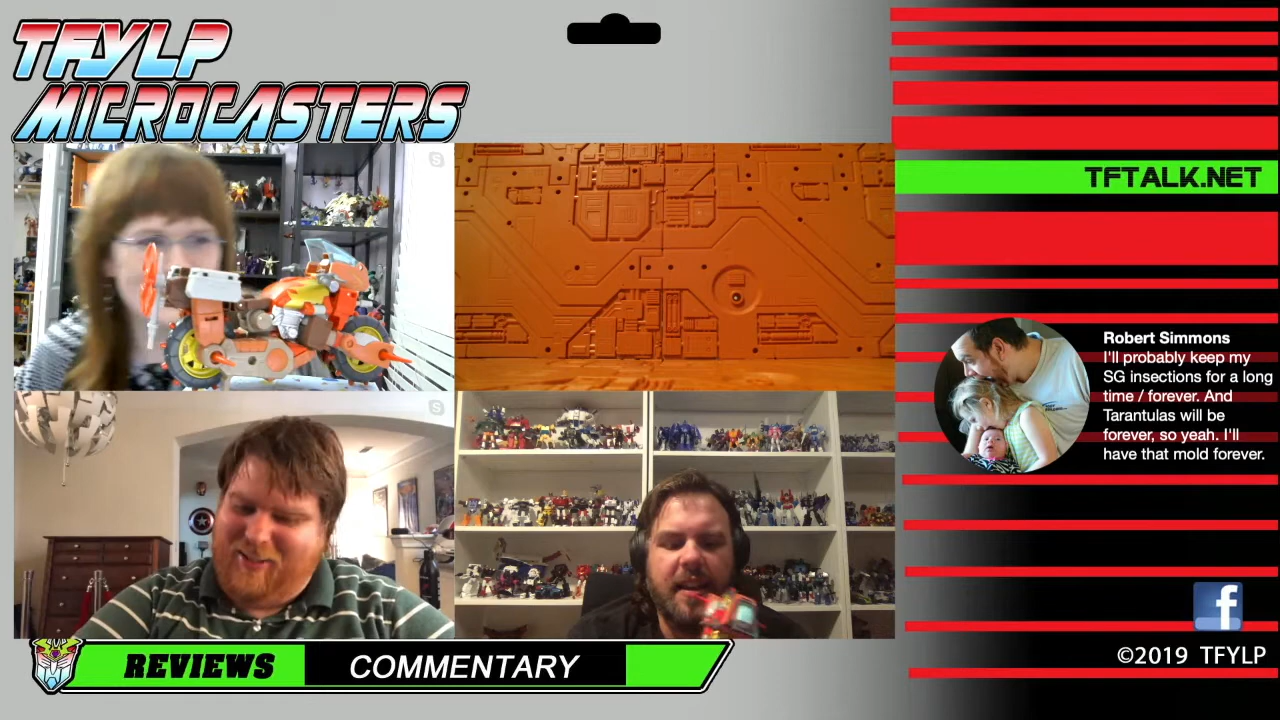 TFYLP
MICROCASTERS
TFTALK.NET
Robert Simmons
I'll probably keep my
SG insections for a long
time / forever. And
Tarantulas will be
forever, so yeah. I'll
have that mold forever.
f
©2019 TFYLP
REVIEWS
COMMENTARY